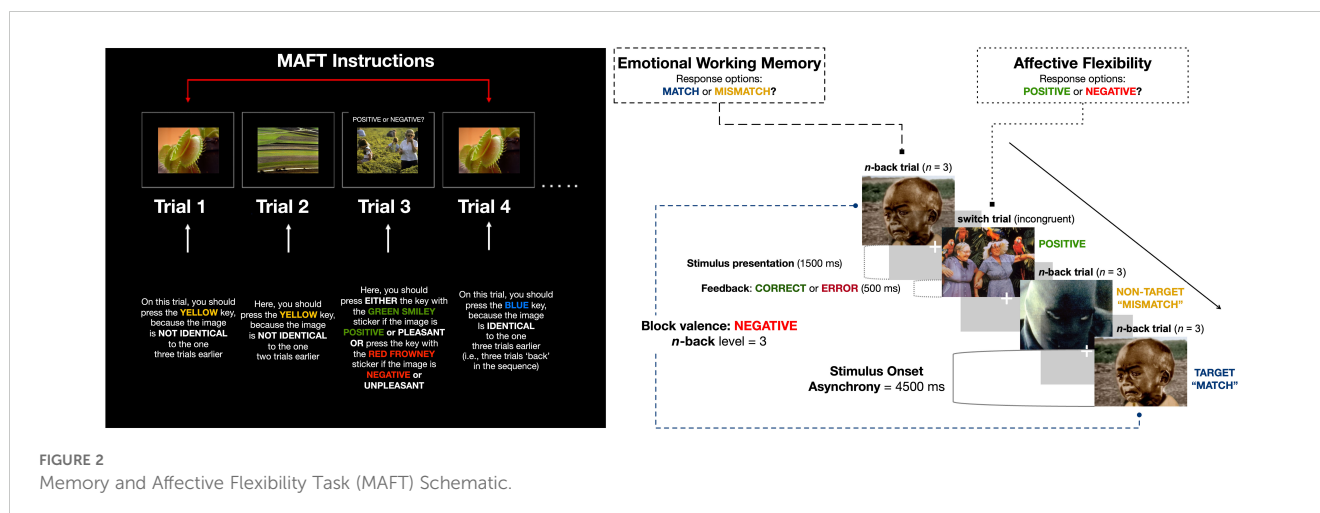 MAFT Instructions
POSITIVE or NEGATIVE?
.....
Trial 1
Trial 2
Trial 3
Trial 4
On this trial, you should
press the YELLOW key,
because the image
is NOT IDENTICAL
to the one
three trials earlier
Here, you should
press the YELLOW key,
because the image
is NOT IDENTICAL
to the one
two trials earlier
Here, you should
press EITHER the key with
the GREEN SMILEY
sticker if the image is
POSITIVE or PLEASANT
OR press the key with
the RED FROWNEY
sticker if the image is
NEGATIVE or
UNPLEASANT
On this trial, you should
press the BLUE key,
because the image
Is IDENTICAL
to the one
three trials earlier
(i.e., three trials ‘back’
in the sequence)
Emotional Working Memory
Response options:
MATCH or MISMATCH?
Affective Flexibility
Response options:
POSITIVE or NEGATIVE?
n-back trial (n = 3)
switch trial (incongruent)
POSITIVE
Stimulus presentation (1500 ms)
n-back trial (n = 3)
Feedback: CORRECT or ERROR (500 ms)
NON-TARGET
“MISMATCH”
Block valence: NEGATIVE
n-back level = 3
n-back trial (n = 3)
Stimulus Onset
Asynchrony = 4500 ms
TARGET
“MATCH”
FIGURE 2
Memory and Affective Flexibility Task (MAFT) Schematic.